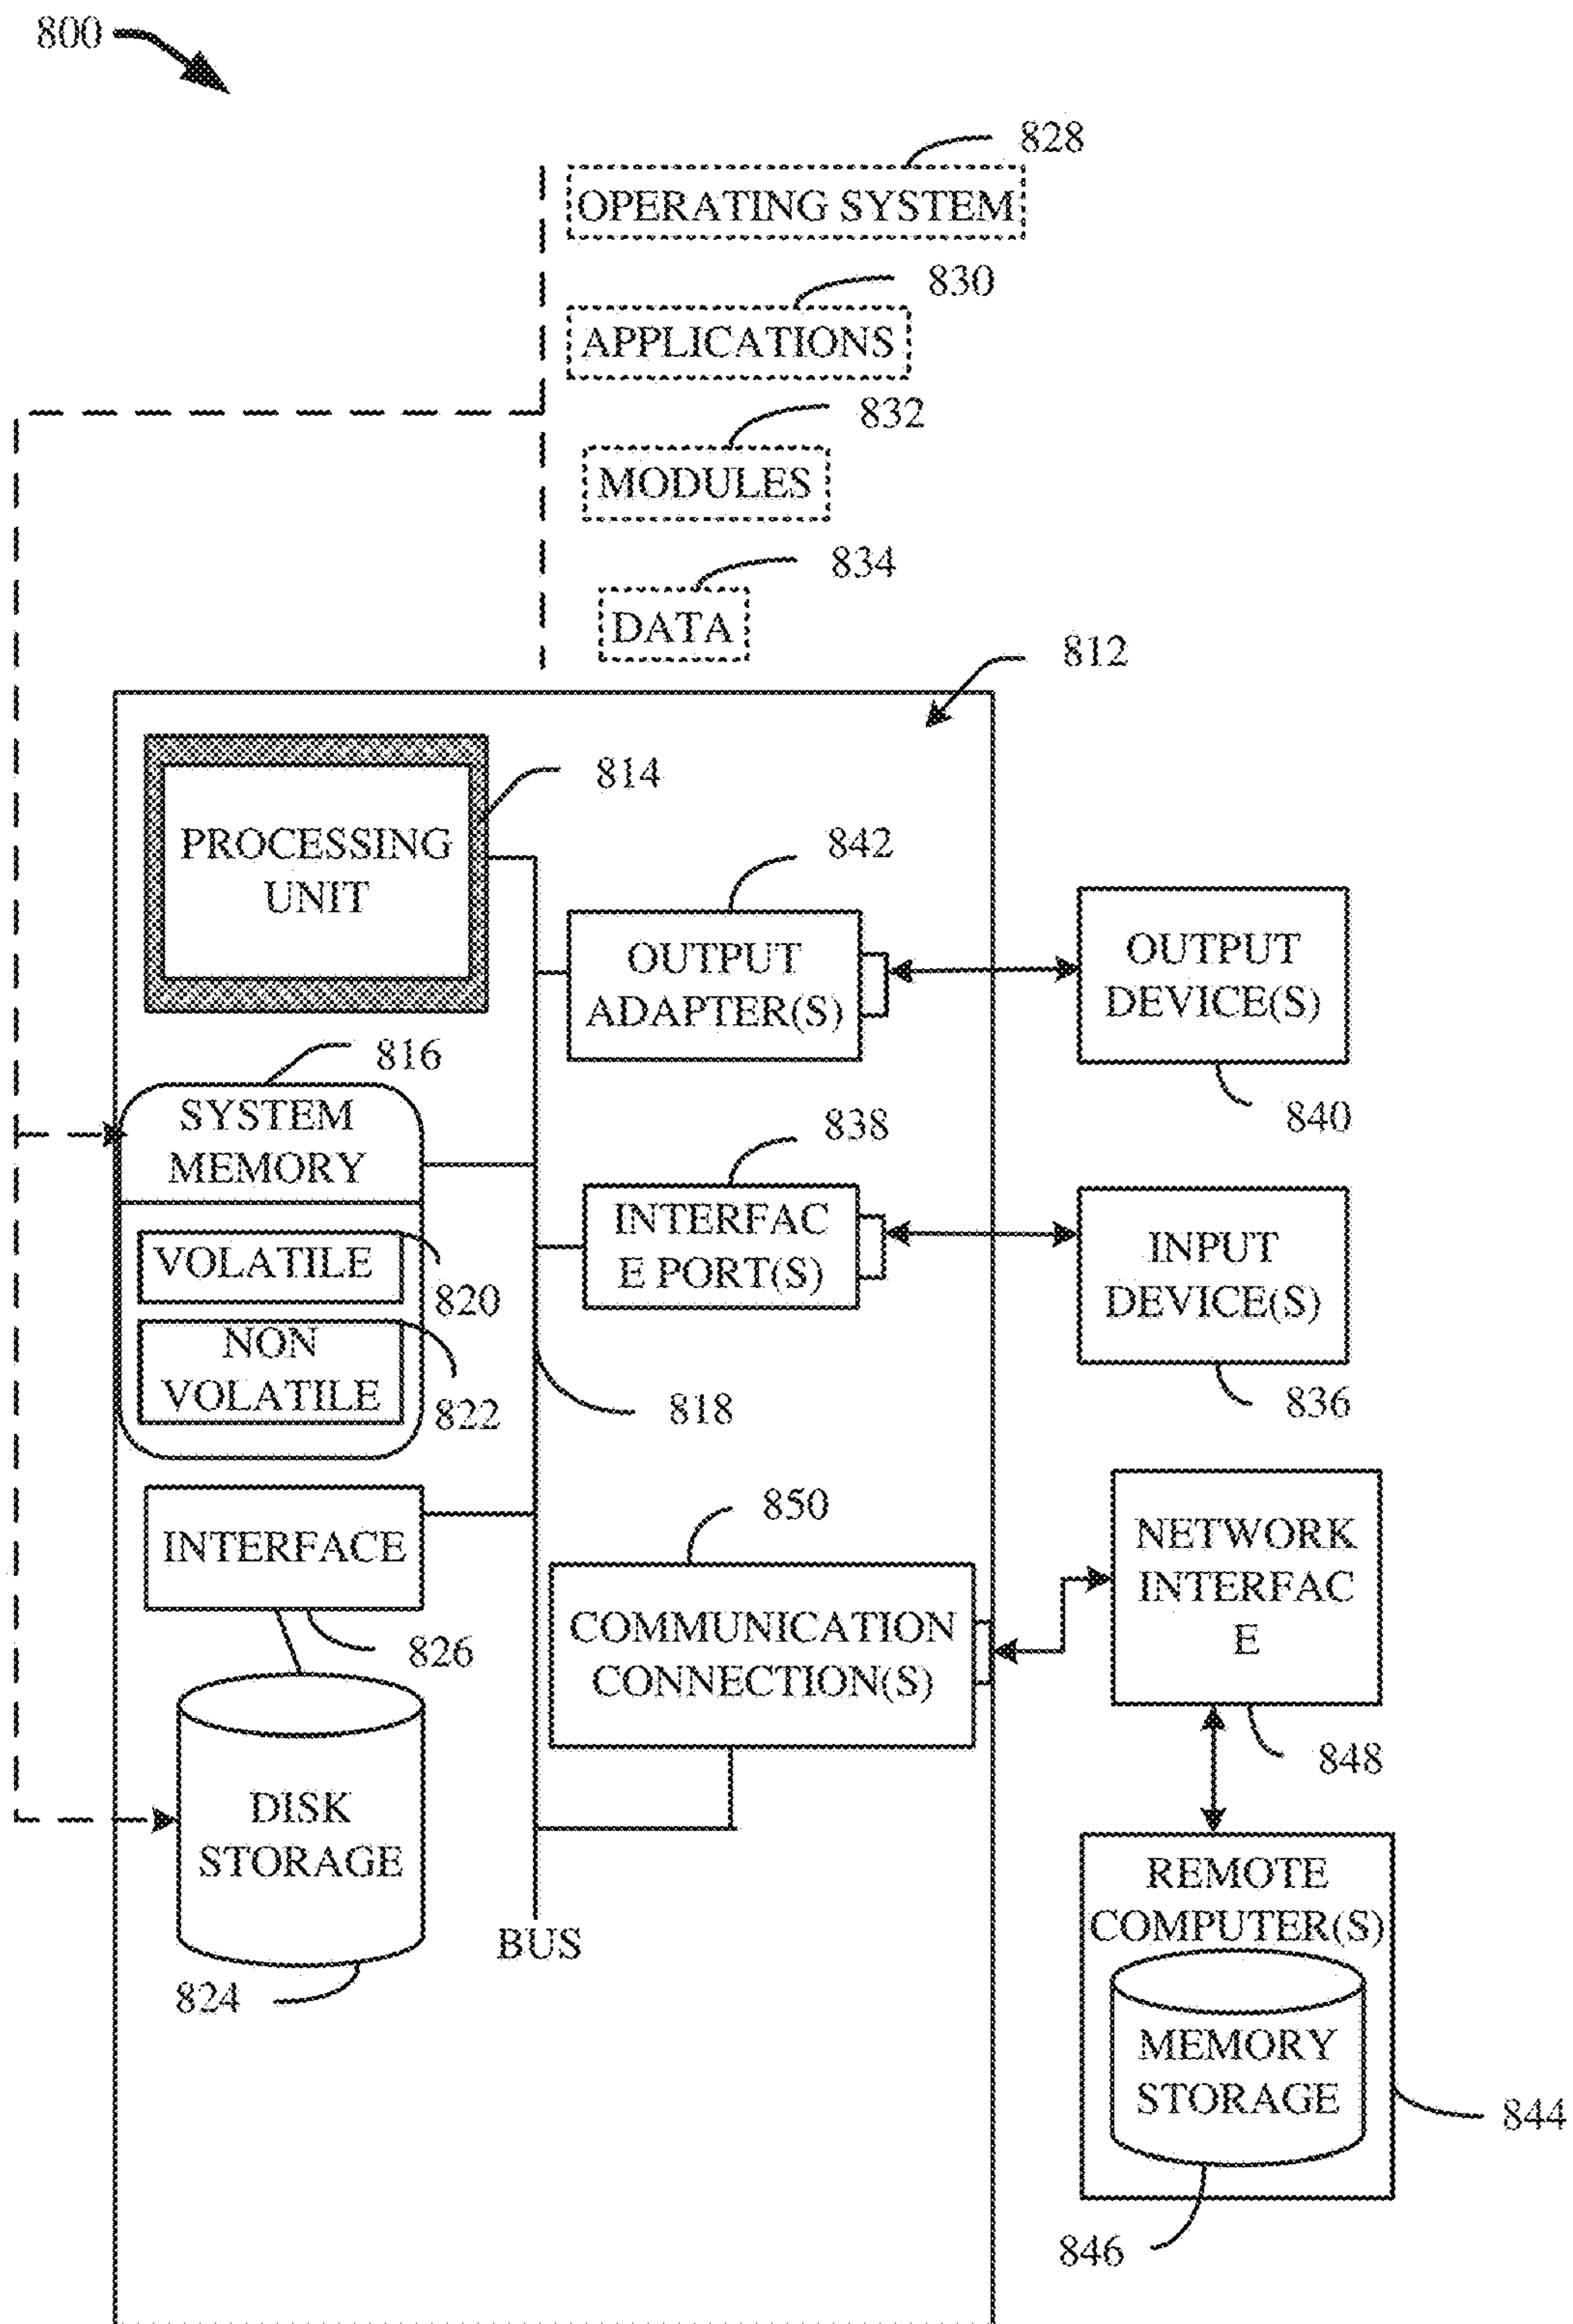 800
828
OPERATING SYSTEM
830
APPLICATIONS
832
MODULES
834
DATA
812
814
PROCESSING
UNIT
842
OUTPUT
ADAPTER(S)
OUTPUT
DEVICE(S)
840
816
SYSTEM
MEMORY
VOLATILE
820
NON
VOLATILE
822
838
INTERFAC
E PORT(S)
INPUT
DEVICE(S)
836
818
INTERFACE
826
850
COMMUNICATION
CONNECTION(S)
NETWORK
INTERFAC
E
848
DISK
STORAGE
824
BUS
REMOTE
COMPUTER(S)
MEMORY
STORAGE
844
846